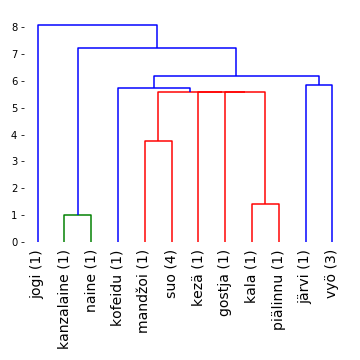 8
7
6
5
4
3
2
1
0
jogi (1)
kanzalaine (1)
naine (1)
kofeidu (1)
mandžoi (1)
suo (4)
kezä (1)
gostja (1)
kala (1)
piälinnu (1)
järvi (1)
vyö (3)